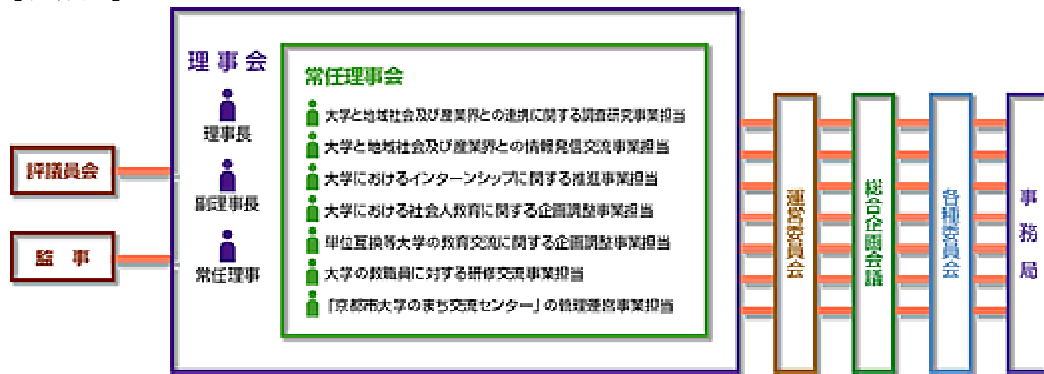 理事会
理事長
副理事長
常任理事
常任理事会
大学と地域社会及び産業界との連携に関する調査研究事業担当
大学と地域社会及び産業界との情報発信交流事業担当
大学におけるインターンシップに関する推進事業担当
大学における社会人教育に関する企画調整事業担当
単位互換等大学の教育交流に関する企画調整事業担当
大学の教職員に対する研修交流事業担当
「京都市大学のまち交流センター」の管理運営事業担当
評議員会
監事
運営委員会
総合企画会議
各種委員会
事務局